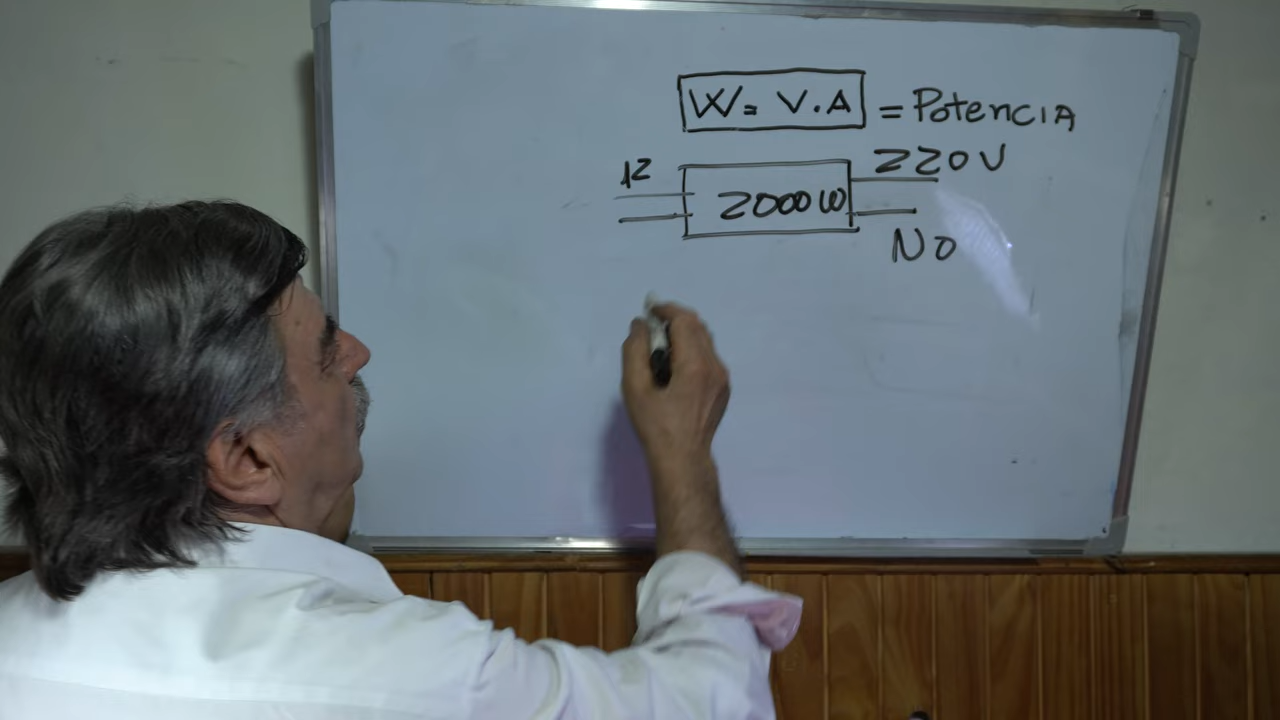 W= V.A = PotenciA
12 2000W 220V
No